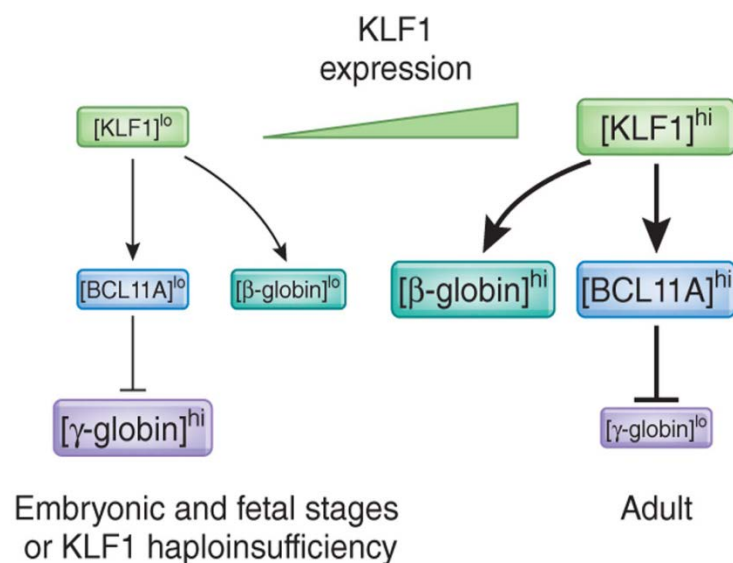 KLF1
expression
[KLF1]lo
[KLF1]hi
[BCL11A]lo
[β-globin]lo
[β-globin]hi
[BCL11A]hi
[γ-globin]hi
[γ-globin]lo
Embryonic and fetal stages
or KLF1 haploinsufficiency
Adult